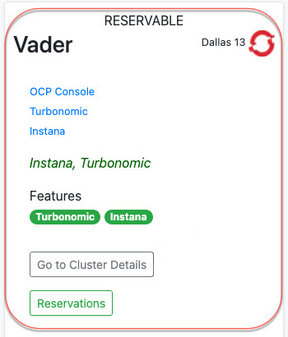 RESERVABLE
Vader
Dallas 13
OCP Console
Turbonomic
Instana
Instana, Turbonomic
Features
Turbonomic Instana
Go to Cluster Details
Reservations